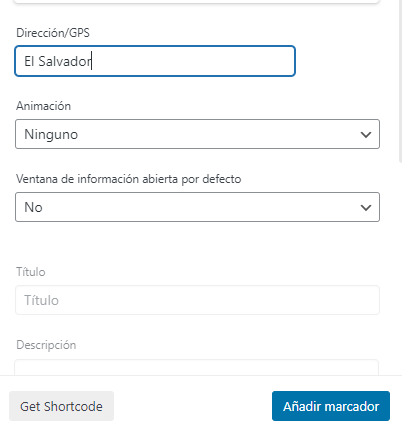 Dirección/GPS
El Salvador
Animación
Ninguno
Ventana de información abierta por defecto
No
Título
Título
Descripción
Get Shortcode
Añadir marcador